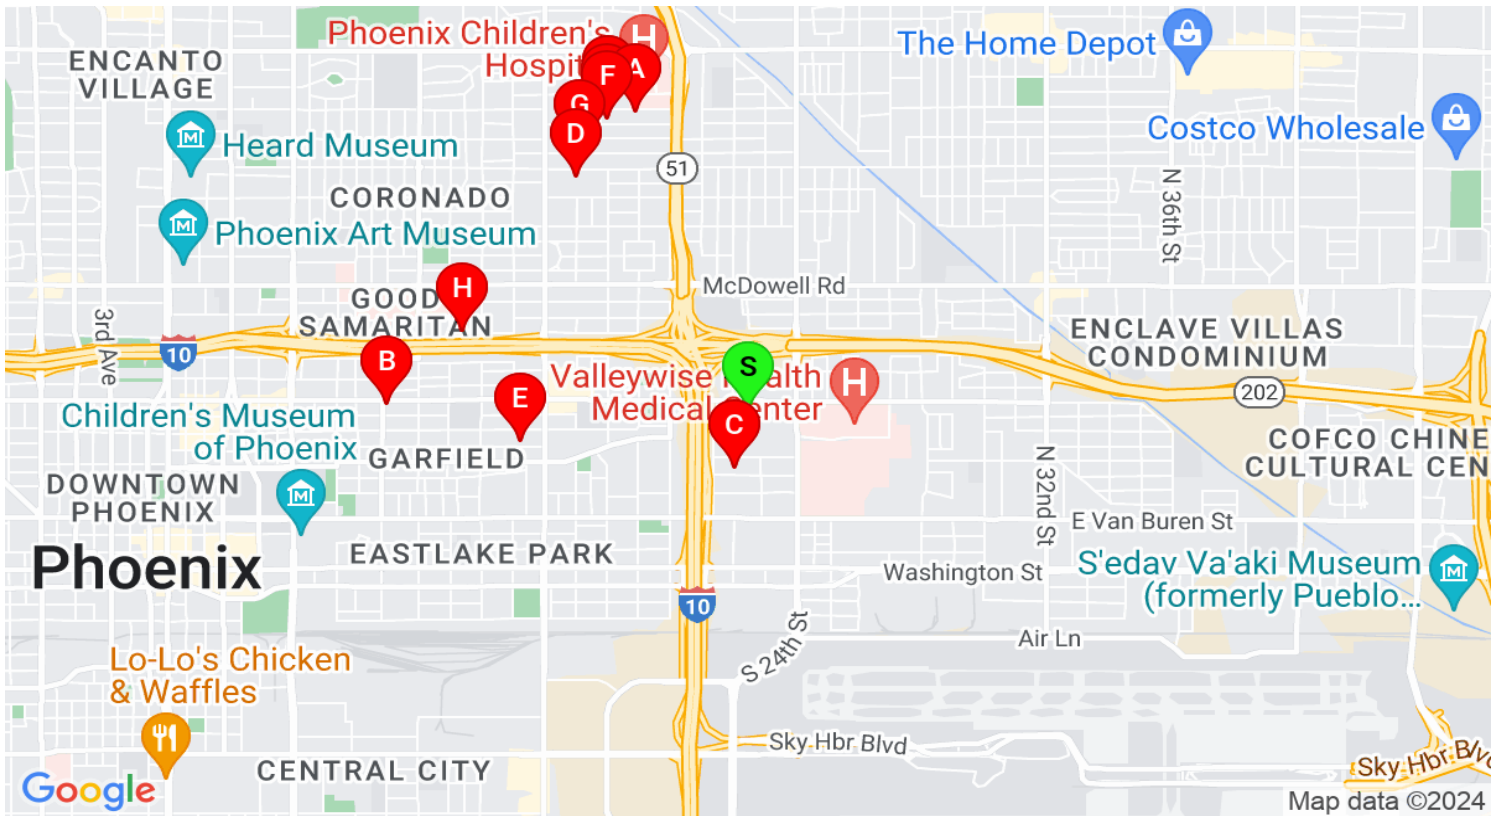 Phoenix Children's
Hospit
H
The Home Depot
ENCANTO
VILLAGE
F
A
G
D
Costco Wholesale
Heard Museum
51
N 36th St
CORONADO
Phoenix Art Museum
H
McDowell Rd
GOOD
SAMARITAN
3rd Ave
10
ENCLAVE VILLAS
CONDOMINIUM
B
S
E
Valleywise Health
Medical Center
H
202
C
Children's Museum
of Phoenix
GARFIELD
COFCO CHINE
CULTURAL CEN
N 32nd St
DOWNTOWN
PHOENIX
E Van Buren St
Phoenix
EASTLAKE PARK
Washington St
S'edav Va'aki Museum
(formerly Pueblo...
10
Air Ln
S 24th St
Lo-Lo's Chicken
& Waffles
Sky Hbr Blvd
CENTRAL CITY
Sky Hbr Blvd
Google
Map data ©2024